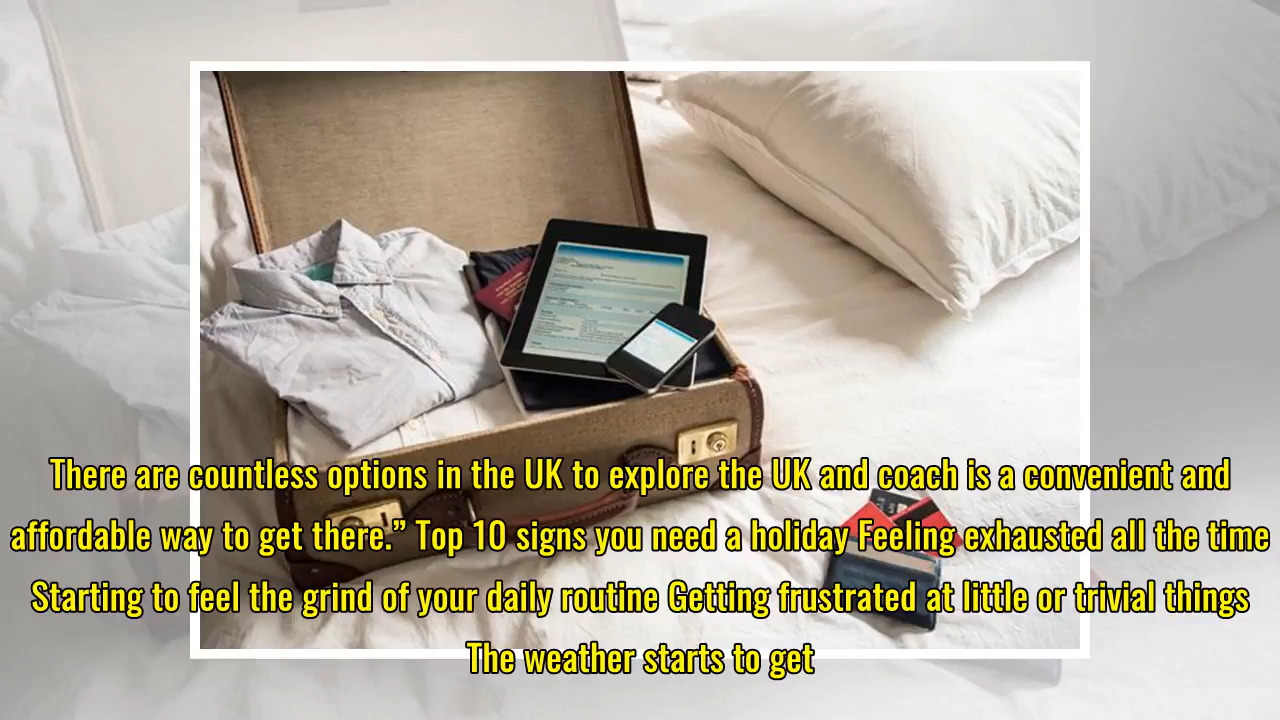 There are countless options in the UK to explore the UK and coach is a convenient and
affordable way to get there.” Top 10 signs you need a holiday Feeling exhausted all the time
Starting to feel the grind of your daily routine Getting frustrated at little or trivial things
The weather starts to get